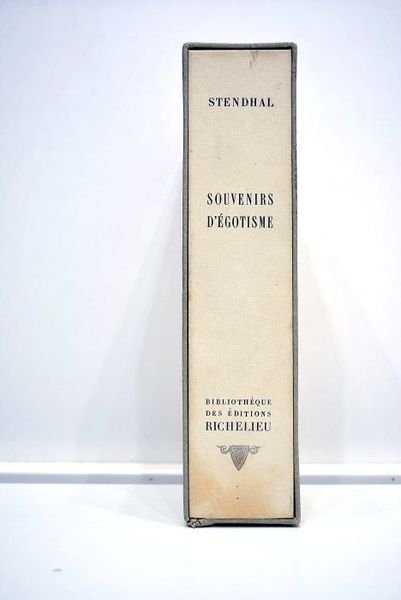 STENDHAL
SOUVENIRS
D'ÉGOTISME
BIBLIOTHÈQUE
DES ÉDITIONS
RICHELIEU